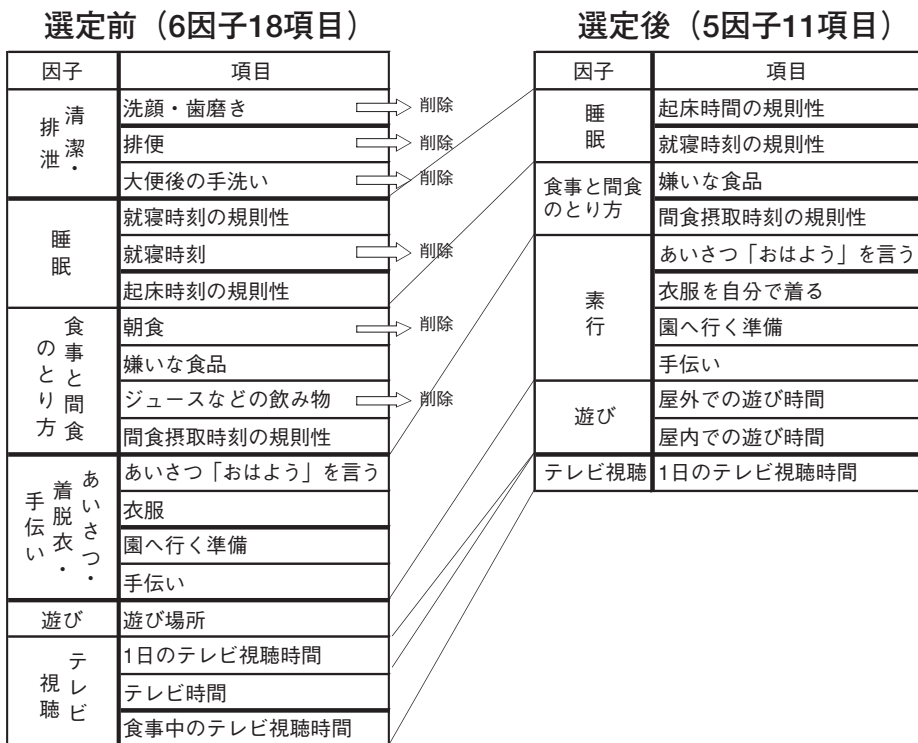 選定前（6因子18項目）
因子 項目
清潔・排泄
洗顔・歯磨き 削除
排便 削除
大便後の手洗い 削除
睡眠
就寝時刻の規則性
就寝時刻 削除
起床時刻の規則性
食事と間食のとり方
朝食 削除
嫌いな食品
ジュースなどの飲み物 削除
間食摂取時刻の規則性
あいさつ・着脱衣・手伝い
あいさつ「おはよう」を言う
衣服
園へ行く準備
手伝い
遊び 遊び場所
テレビ視聴
1日のテレビ視聴時間
テレビ時間
食事中のテレビ視聴時間
選定後（5因子11項目）
因子 項目
睡眠
起床時間の規則性
就寝時刻の規則性
食事と間食
のとり方
嫌いな食品
間食摂取時刻の規則性
素行
あいさつ「おはよう」を言う
衣服を自分で着る
園へ行く準備
手伝い
遊び
屋外での遊び時間
屋内での遊び時間
テレビ視聴 1日のテレビ視聴時間